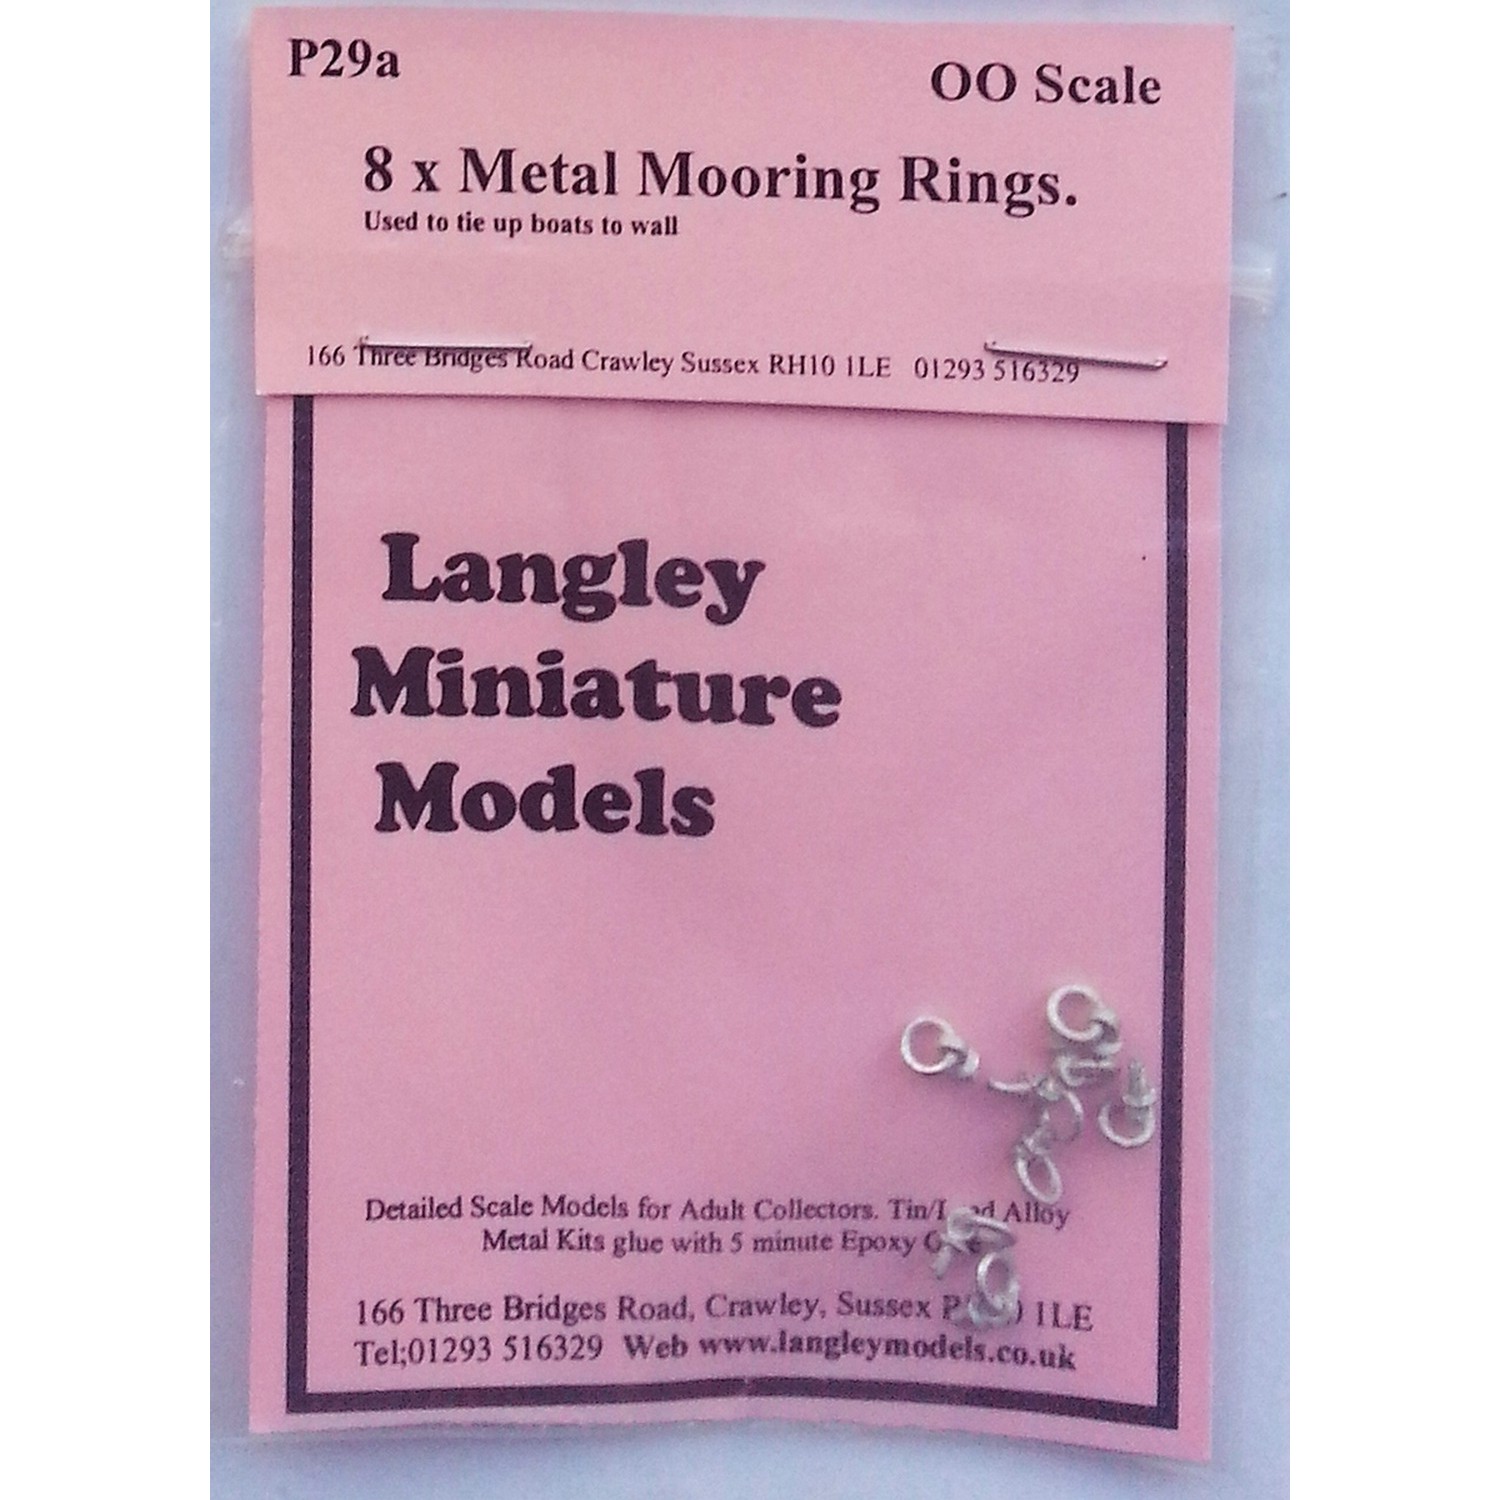 P29a
OO Scale
8 x Metal Mooring Rings.
Used to tie up boats to wall
166 Three Bridges Road Crawley Sussex RH10 1LE 01293 516329
Langley
Miniature
Models
Detailed Scale Models for Adult Collectors. Tin/Lead Alloy
Metal Kits glue with 5 minute Epoxy
166 Three Bridges Road, Crawley, Sussex 1LE
Tel;01293 516329 Web www.langleymodels.co.uk